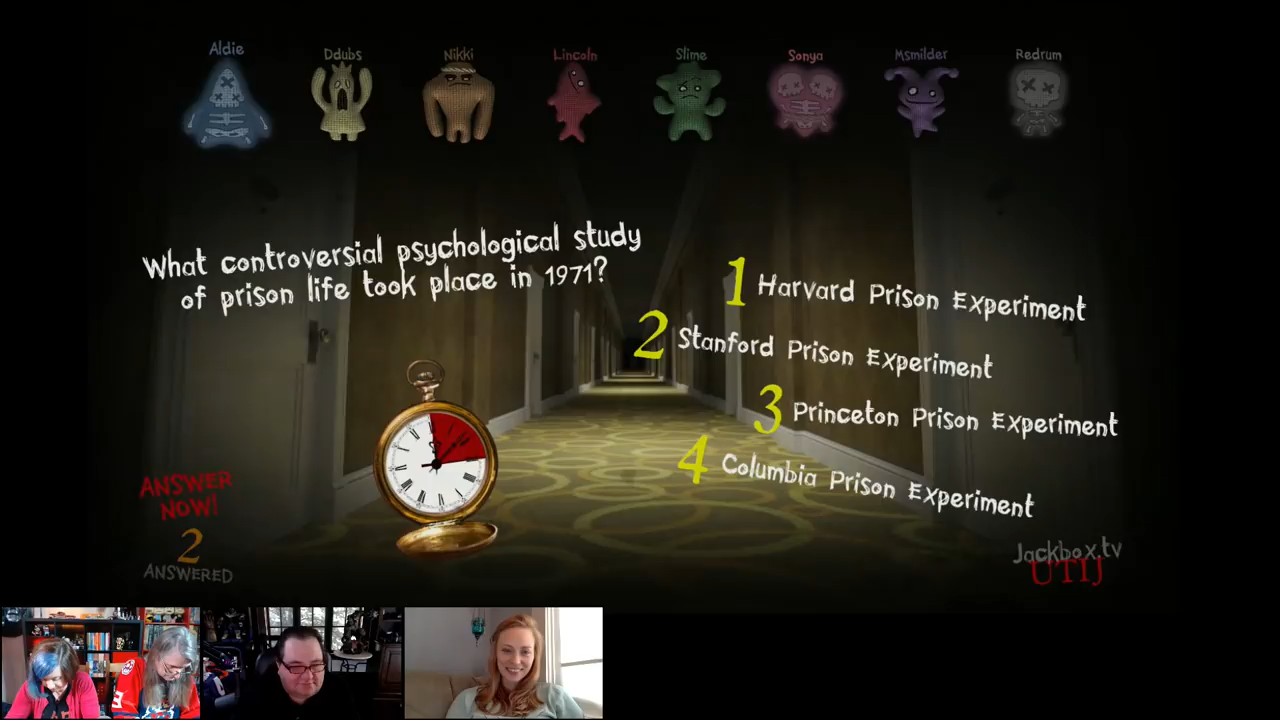 Aldie
Ddubs
Nikki
Lincoln
Slime
Sonya
Msmilder
Redrum
What controversial psychological study
of prison life took place in 1971?
1 Harvard Prison Experiment
2 Stanford Prison Experiment
3 Princeton Prison Experiment
4 Columbia Prison Experiment
ANSWER
NOW!
2
ANSWERED
Jackbox.tv
UTIJ